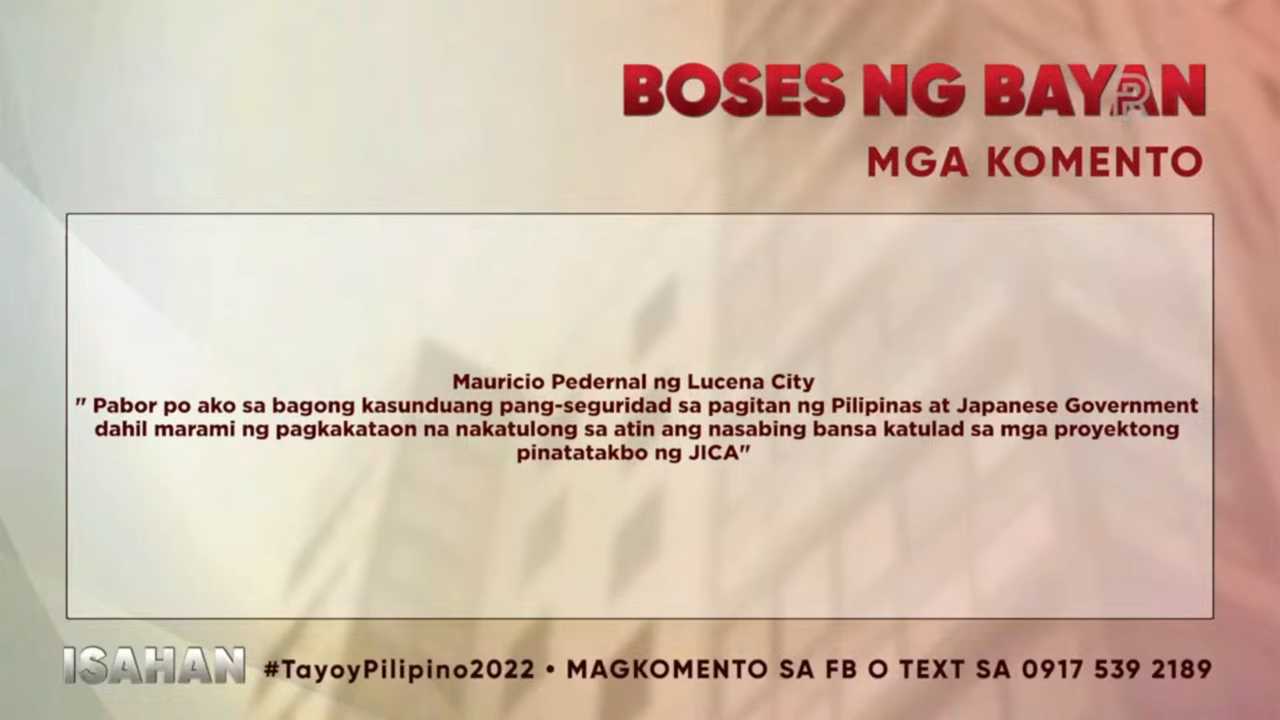 BOSES NG BAYAN
MGA KOMENTO
Mauricio Pedernal ng Lucena City
" Pabor po ako sa bagong kasunduang pang-seguridad sa pagitan ng Pilipinas at Japanese Government
dahil marami ng pagkakataon na nakatulong sa atin ang nasabing bansa katulad sa mga proyektong
pinatatakbo ng JICA"
ISAHAN #TayoyPilipino2022 • MAGKOMENTO SA FB O TEXT SA 0917 539 2189